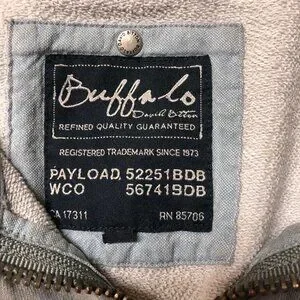 Buffalo
David Bitton
REFINED QUALITY GUARANTEED
REGISTERED TRADEMARK SINCE 1973
PAYLOAD 52251BDB
WCO 56741BDB
CA 17311 RN 85706